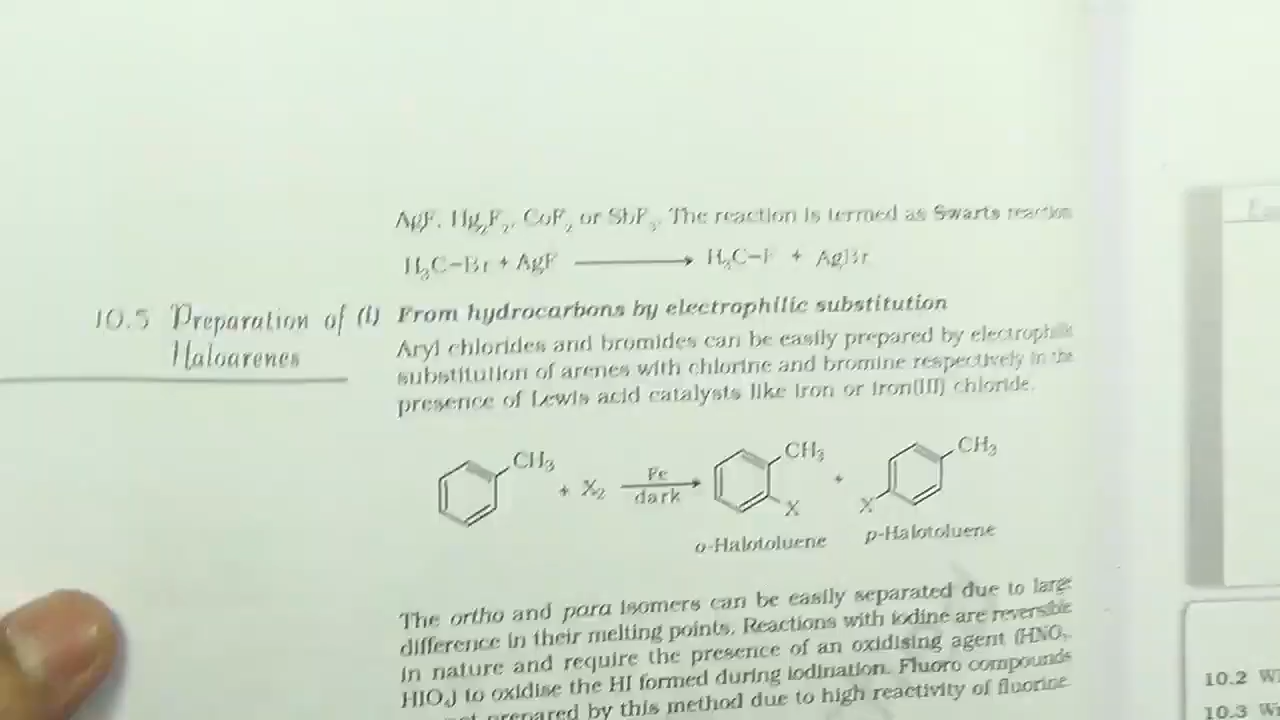 AgF, Hg₂F₂, CoF₂ or SbF₃. The reaction is termed as Swarts reaction
H₃C–Br + AgF ⟶ H₃C–F + AgBr
10.5 Preparation of Haloarenes
(i) From hydrocarbons by electrophilic substitution
Aryl chlorides and bromides can be easily prepared by electrophilic
substitution of arenes with chlorine and bromine respectively in the
presence of Lewis acid catalysts like iron or iron(III) chloride.
CH₃ + X₂ Fe dark CH₃ X + CH₃ X
o-Halotoluene p-Halotoluene
The ortho and para isomers can be easily separated due to large
difference in their melting points. Reactions with iodine are reversible
in nature and require the presence of an oxidising agent (HNO₃,
HIO₄) to oxidise the HI formed during iodination. Fluoro compounds
prepared by this method due to high reactivity of fluorine.
10.2
10.3